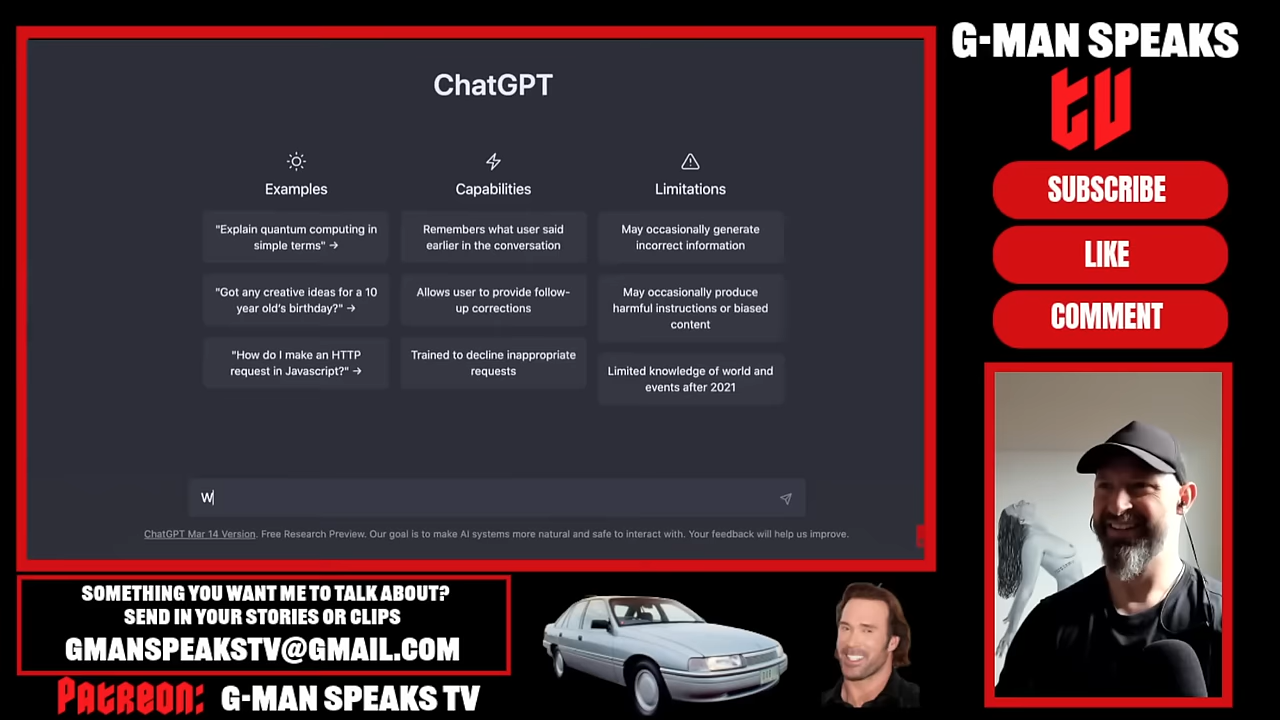 ChatGPT
Examples
"Explain quantum computing in
simple terms" →
"Got any creative ideas for a 10
year old's birthday?" →
"How do I make an HTTP
request in Javascript?" →
Capabilities
Remembers what user said
earlier in the conversation
Allows user to provide follow-
up corrections
Trained to decline inappropriate
requests
Limitations
May occasionally generate
incorrect information
May occasionally produce
harmful instructions or biased
content
Limited knowledge of world and
events after 2021
W
ChatGPT Mar 14 Version. Free Research Preview. Our goal is to make AI systems more natural and safe to interact with. Your feedback will help us improve.
G-MAN SPEAKS
tv
SUBSCRIBE
LIKE
COMMENT
SOMETHING YOU WANT ME TO TALK ABOUT?
SEND IN YOUR STORIES OR CLIPS
GMANSPEAKSTV@GMAIL.COM
Patreon: G-MAN SPEAKS TV